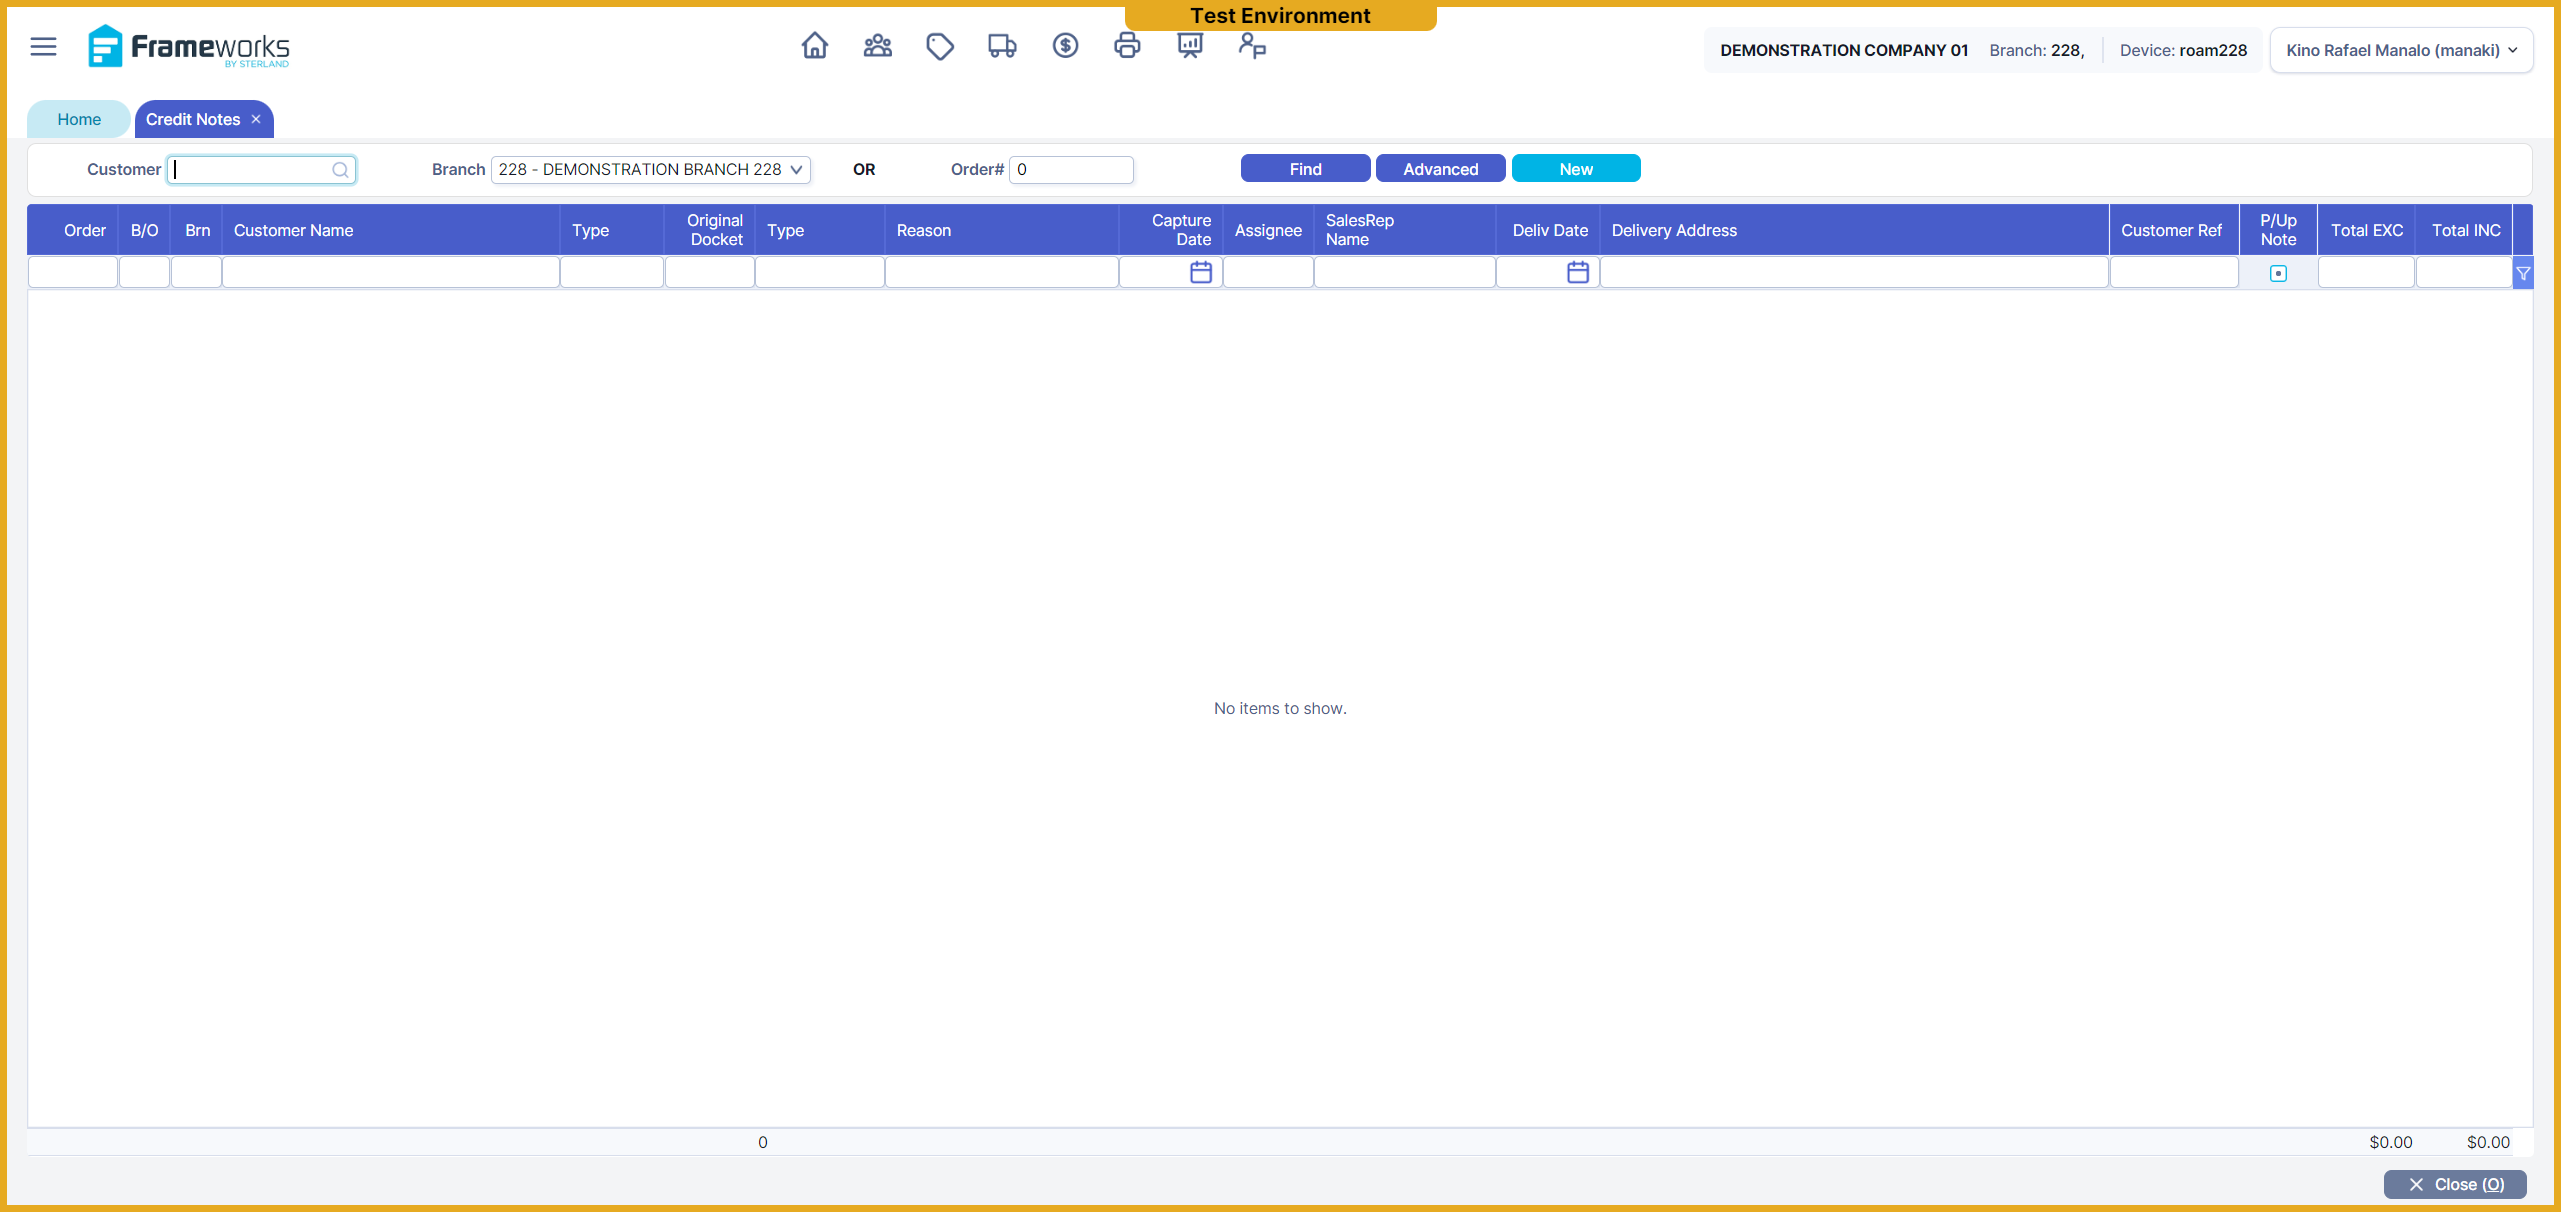 Test Environment
Frameworks
BY STERLAND
DEMONSTRATION COMPANY 01 Branch: 228, Device: roam228 Kino Rafael Manalo (manaki)
Home Credit Notes
Customer Branch 228 - DEMONSTRATION BRANCH 228 OR Order# 0 Find Advanced New
Order B/O Brn Customer Name Type Original Docket Type Reason Capture Date Assignee SalesRep Name Deliv Date Delivery Address Customer Ref P/Up Note Total EXC Total INC
No items to show.
0 $0.00 $0.00
Close (O)